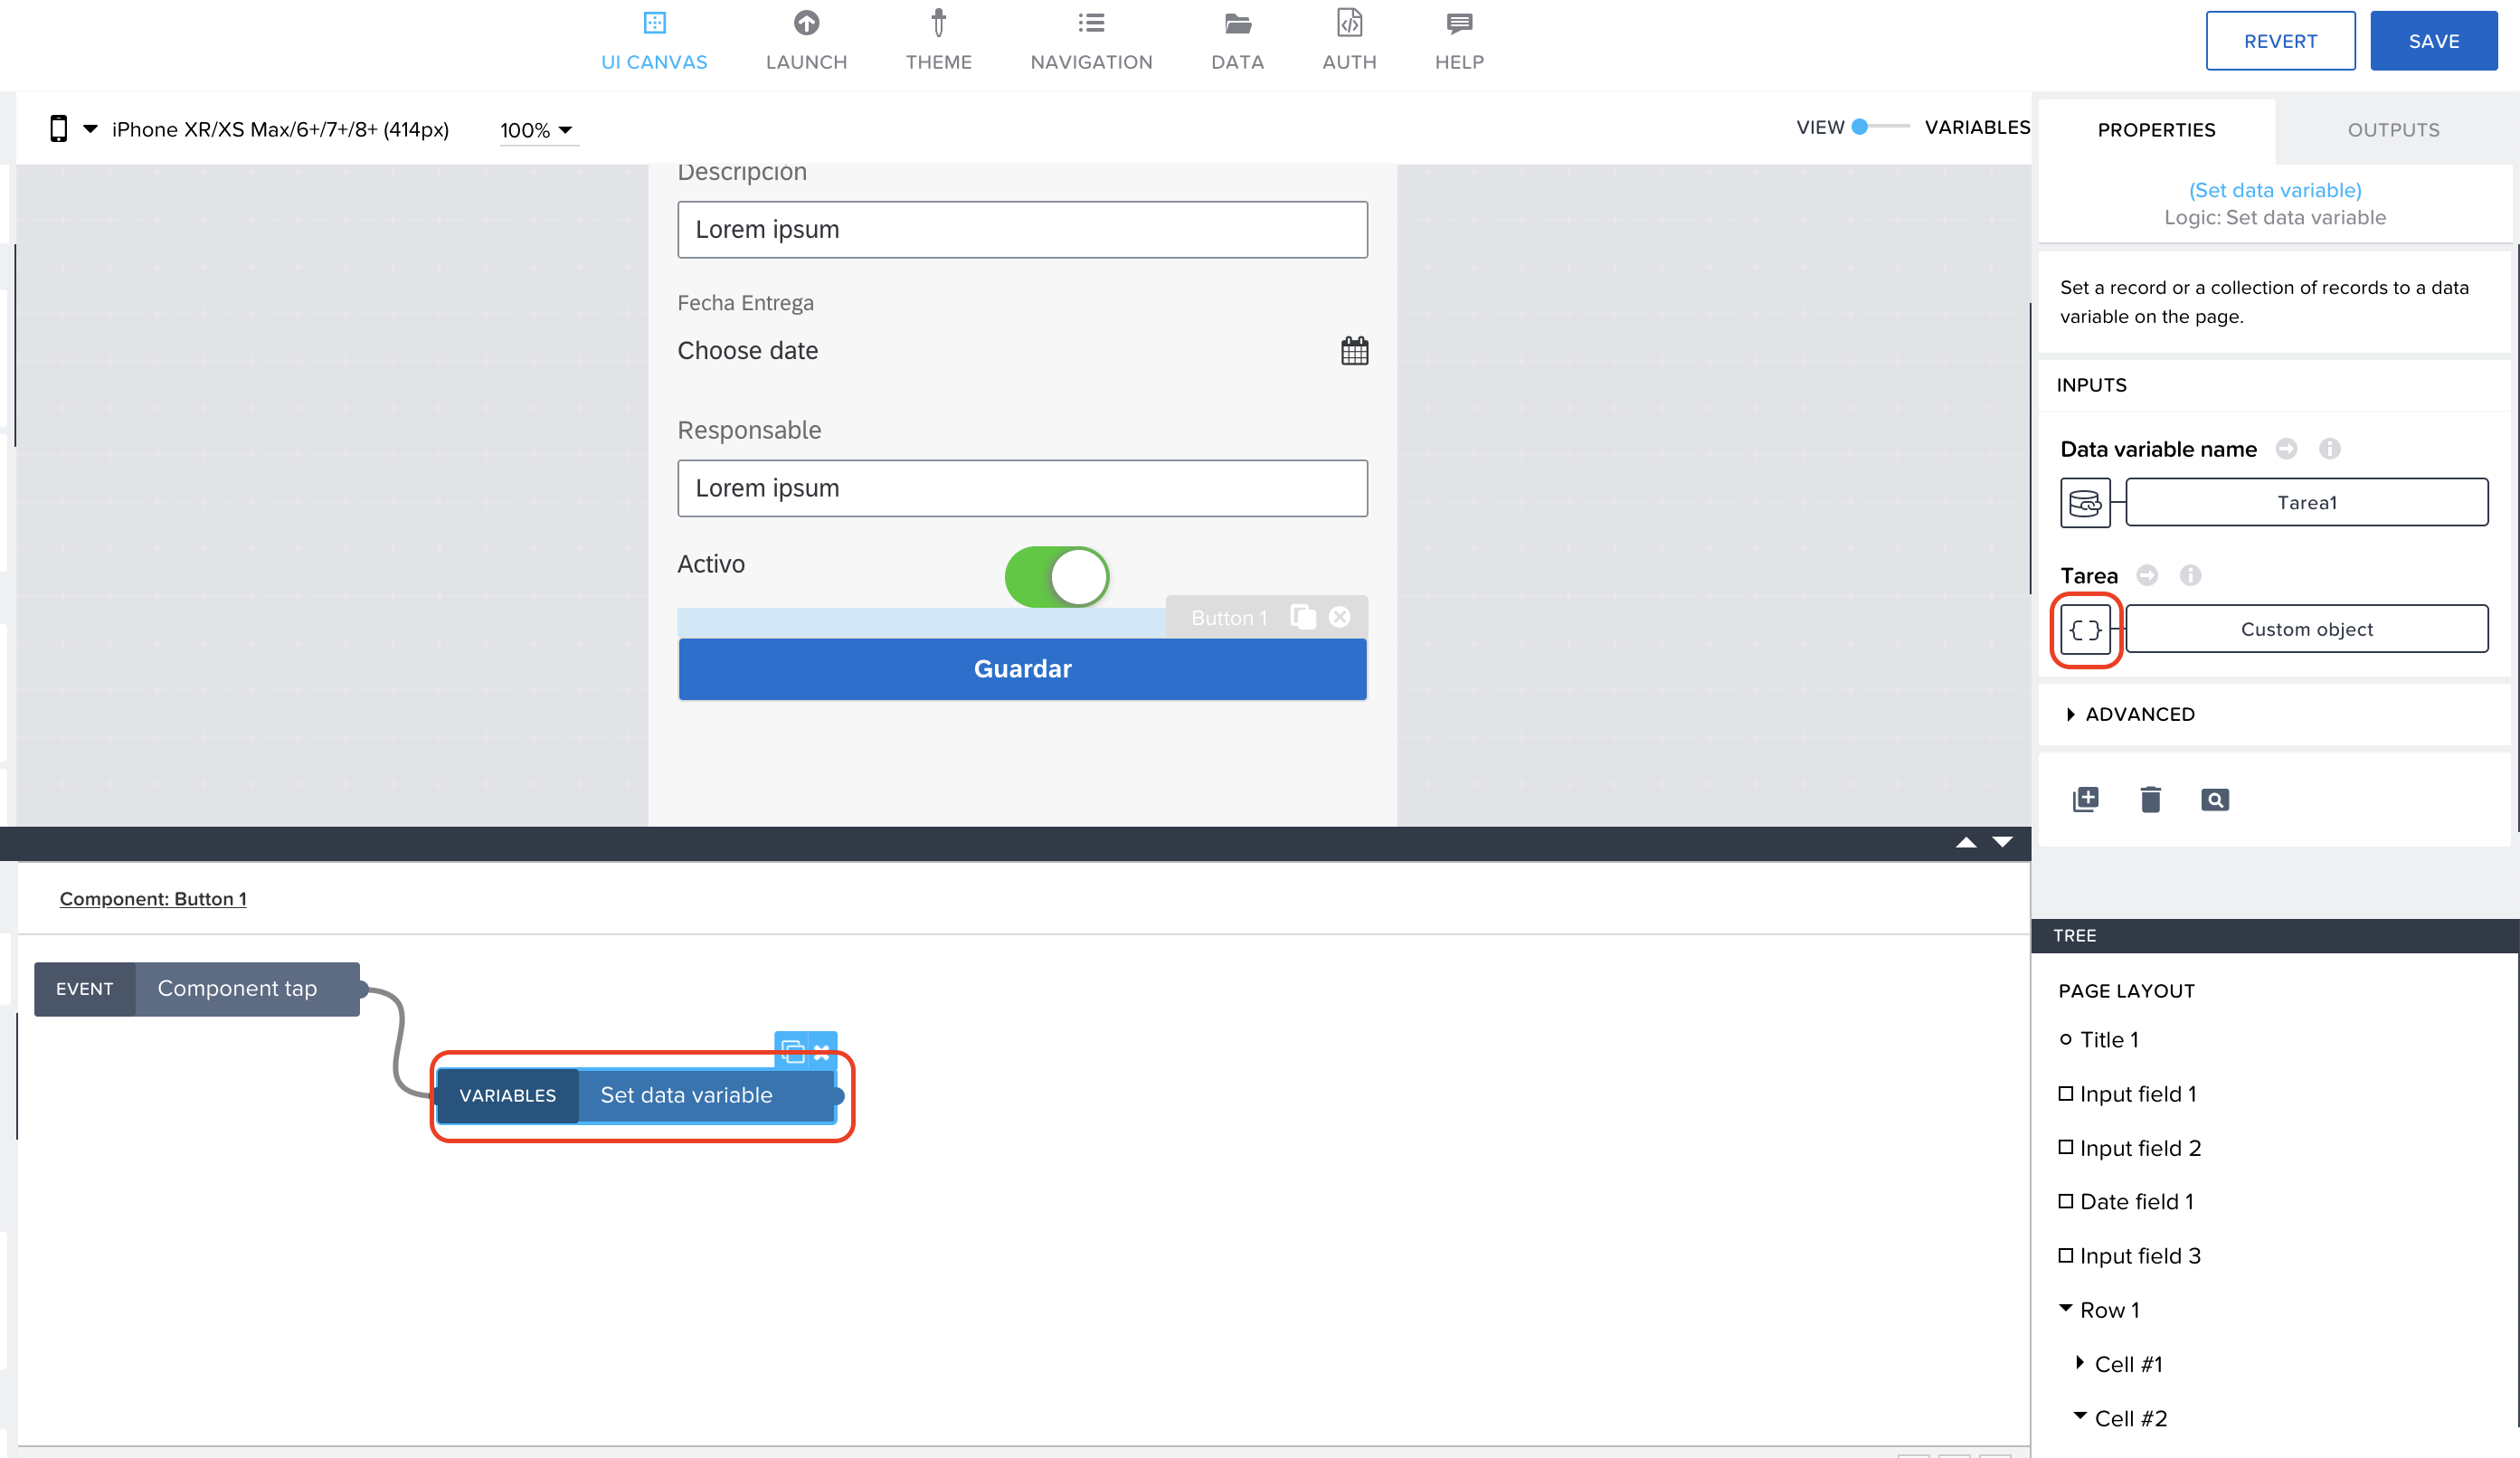 UI CANVAS
LAUNCH
THEME
NAVIGATION
DATA
AUTH
HELP
REVERT
SAVE
iPhone XR/XS Max/6+/7+/8+ (414px)
100%
VIEW
VARIABLES
PROPERTIES
OUTPUTS
Descripción
Lorem ipsum
Fecha Entrega
Choose date
Responsable
Lorem ipsum
Activo
Button 1
Guardar
(Set data variable)
Logic: Set data variable
Set a record or a collection of records to a data
variable on the page.
INPUTS
Data variable name
Tarea1
Tarea
Custom object
ADVANCED
Component: Button 1
EVENT
Component tap
VARIABLES
Set data variable
TREE
PAGE LAYOUT
Title 1
Input field 1
Input field 2
Date field 1
Input field 3
Row 1
Cell #1
Cell #2